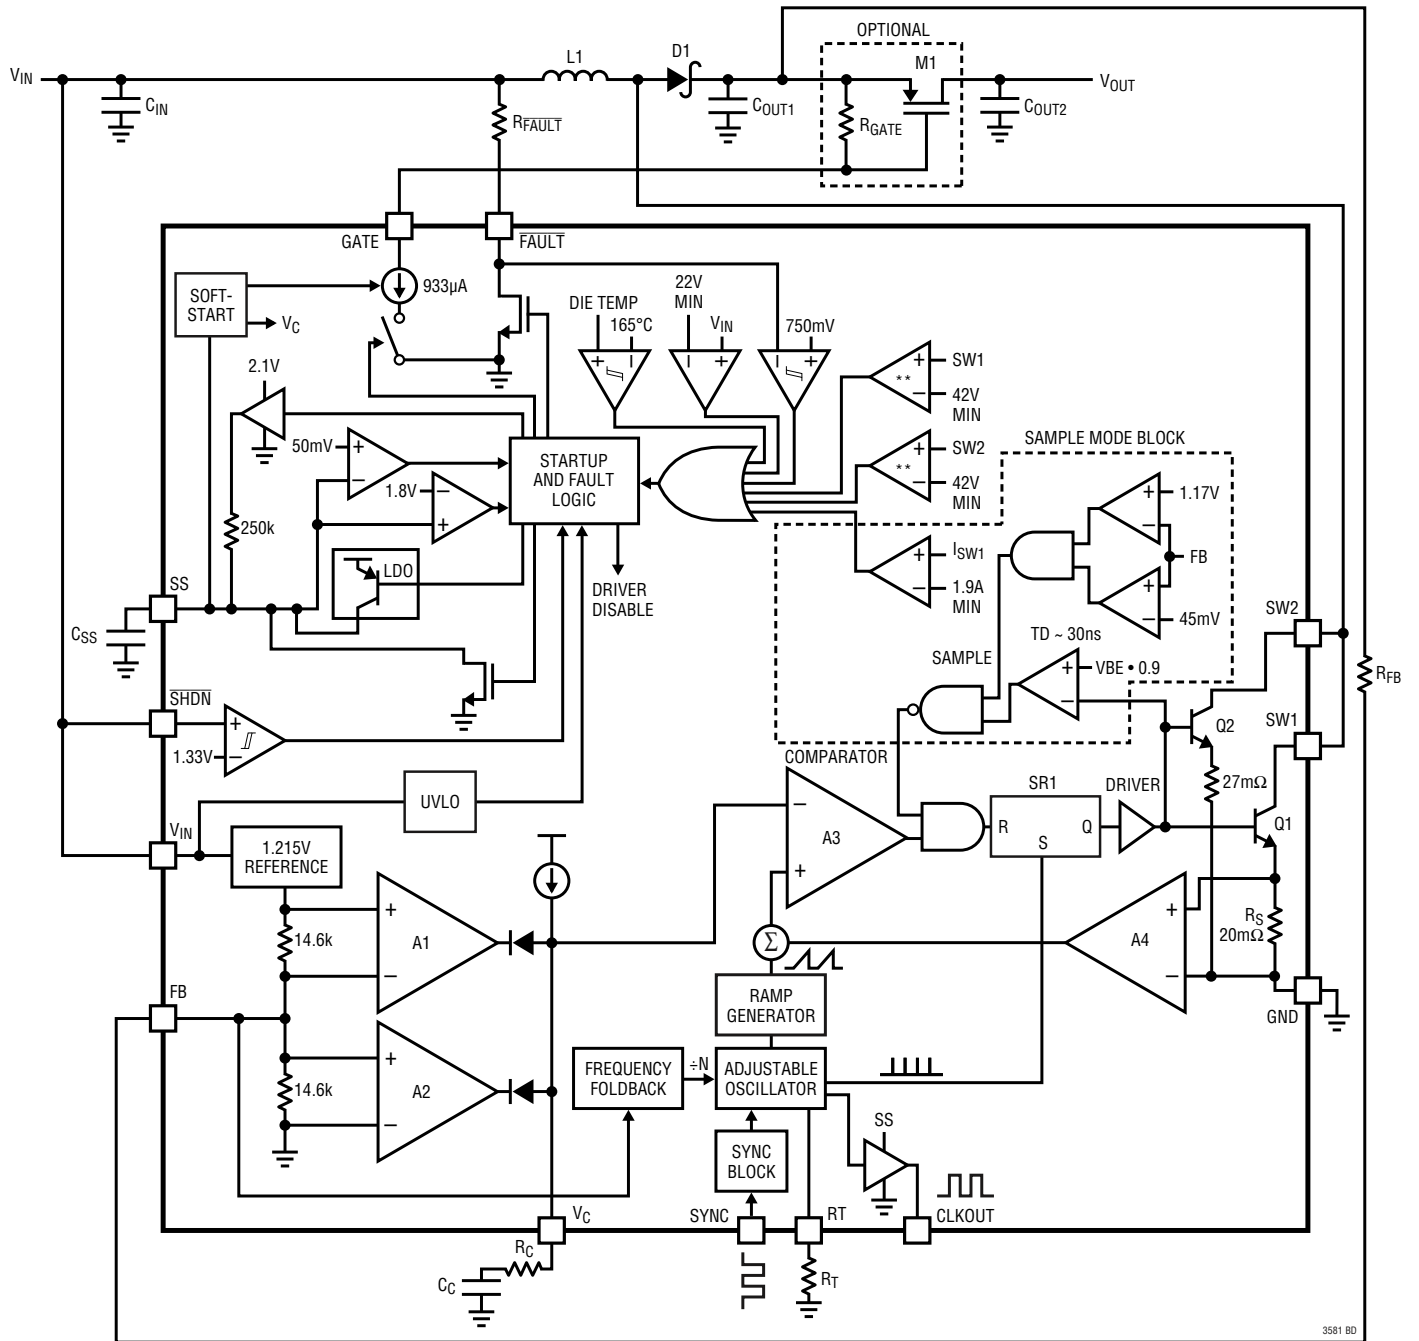 OPTIONAL
L1
D1
M1
VIN
CIN
RFAULT
COUT1
RGATE
COUT2
VOUT
GATE
FAULT
SOFT-
START
933µA
VC
DIE TEMP
165°C
22V
MIN
VIN
750mV
+
−
−
+
−
+
2.1V
50mV
+
−
1.8V
−
+
STARTUP
AND FAULT
LOGIC
+
**
−
SW1
42V
MIN
+
**
−
SW2
42V
MIN
SAMPLE MODE BLOCK
+
−
1.17V
FB
+
−
45mV
250k
LDO
DRIVER
DISABLE
+
−
ISW1
1.9A
MIN
SS
CSS
SW2
TD ~ 30ns
SAMPLE
+
−
VBE • 0.9
RFB
SHDN
+
−
1.33V
Q2
SW1
COMPARATOR
27mΩ
UVLO
SR1
DRIVER
VIN
1.215V
REFERENCE
−
A3
+
R
S
Q
Q1
14.6k
+
A1
−
Σ
A4
+
−
RS
20mΩ
FB
RAMP
GENERATOR
GND
14.6k
+
A2
−
FREQUENCY
FOLDBACK
÷N
ADJUSTABLE
OSCILLATOR
SS
SYNC
BLOCK
VC
SYNC
RT
CLKOUT
RC
CC
RT
3581 BD